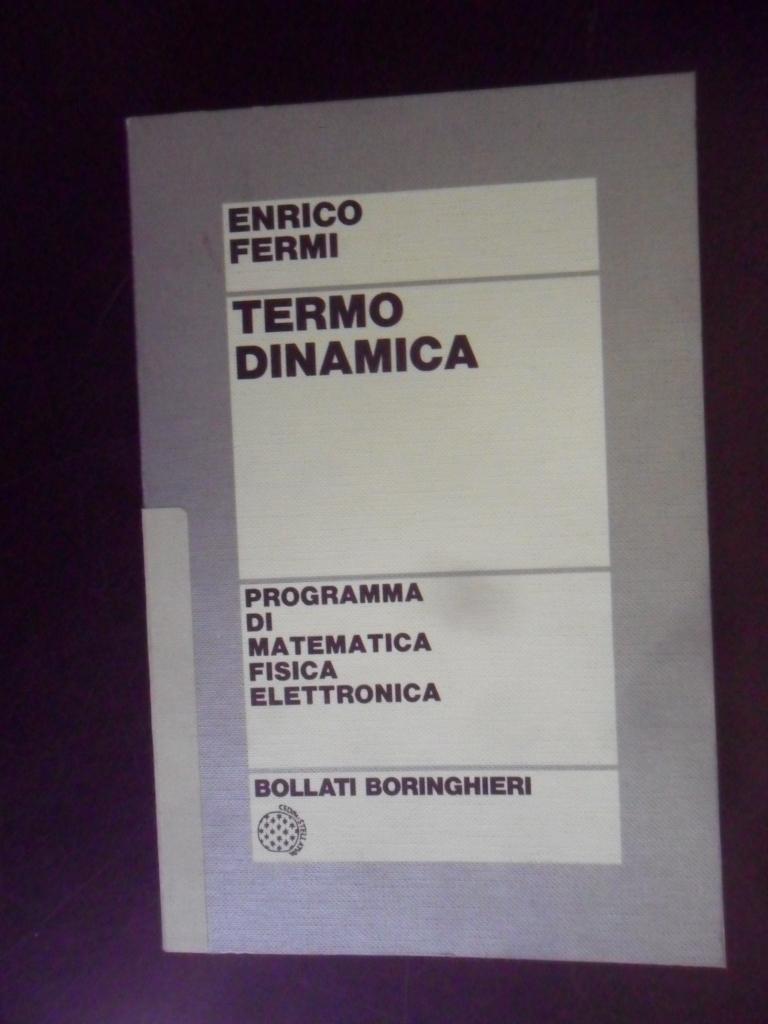 ENRICO
FERMI
TERMO
DINAMICA
PROGRAMMA
DI
MATEMATICA
FISICA
ELETTRONICA
BOLLATI BORINGHIERI